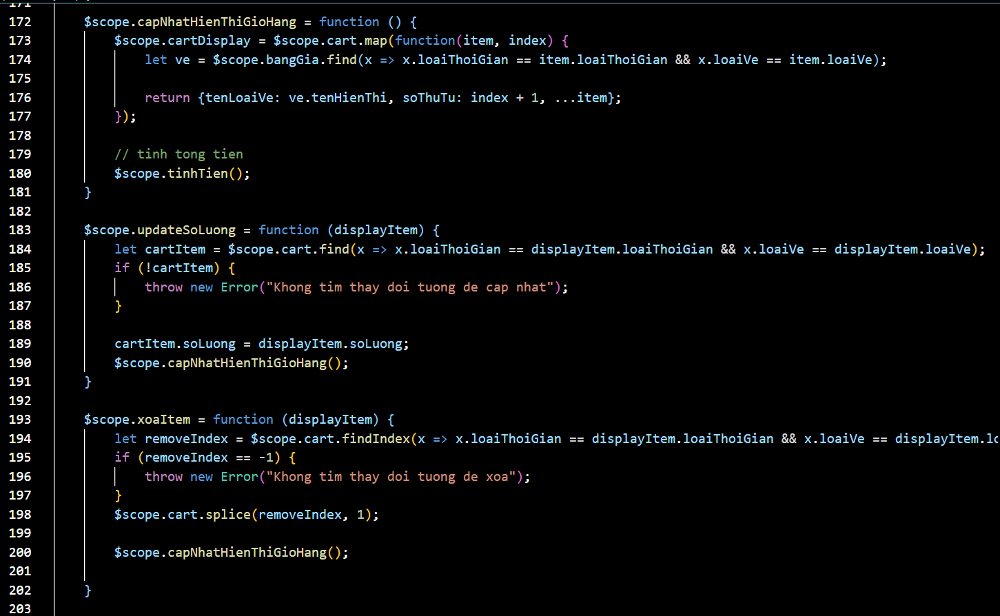 171
172 $scope.capNhatHienThiGioHang = function () {
173 $scope.cartDisplay = $scope.cart.map(function(item, index) {
174 let ve = $scope.bangGia.find(x => x.loaiThoiGian == item.loaiThoiGian && x.loaiVe == item.loaiVe);
175
176 return {tenLoaiVe: ve.tenHienThi, soThuTu: index + 1, ...item};
177 });
178
179 // tinh tong tien
180 $scope.tinhTien();
181 }
182
183 $scope.updateSoLuong = function (displayItem) {
184 let cartItem = $scope.cart.find(x => x.loaiThoiGian == displayItem.loaiThoiGian && x.loaiVe == displayItem.loaiVe);
185 if (!cartItem) {
186 throw new Error("Khong tim thay doi tuong de cap nhat");
187 }
188
189 cartItem.soLuong = displayItem.soLuong;
190 $scope.capNhatHienThiGioHang();
191 }
192
193 $scope.xoaItem = function (displayItem) {
194 let removeIndex = $scope.cart.findIndex(x => x.loaiThoiGian == displayItem.loaiThoiGian && x.loaiVe == displayItem.lo
195 if (removeIndex == -1) {
196 throw new Error("Khong tim thay doi tuong de xoa");
197 }
198 $scope.cart.splice(removeIndex, 1);
199
200 $scope.capNhatHienThiGioHang();
201
202 }
203